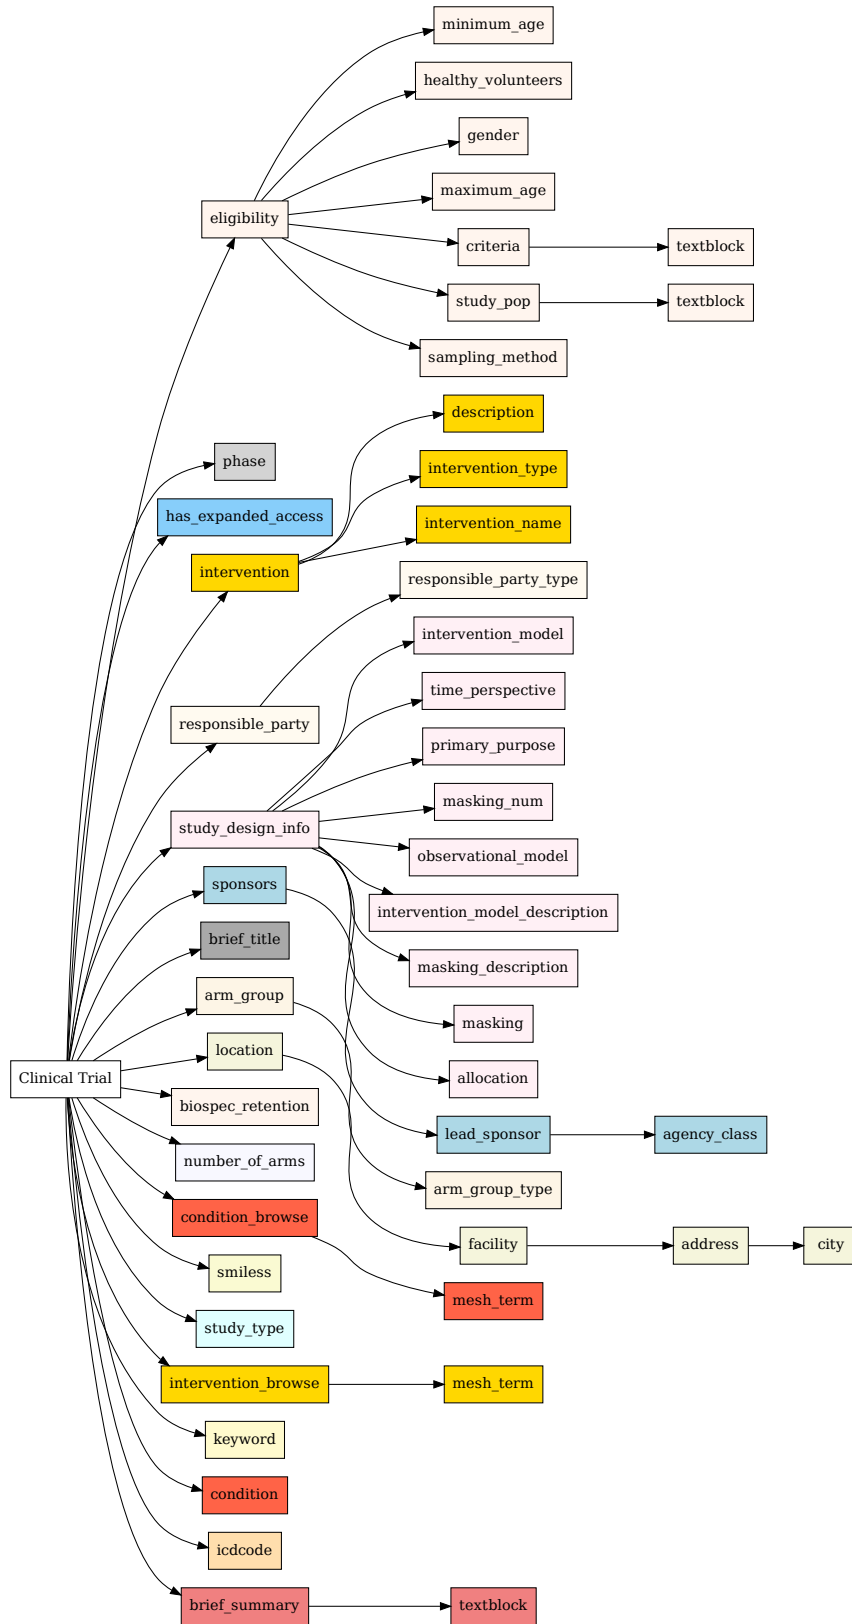 minimum_age
healthy_volunteers
gender
maximum_age
eligibility
criteria
textblock
study_pop
textblock
sampling_method
description
phase
intervention_type
has_expanded_access
intervention_name
intervention
responsible_party_type
intervention_model
time_perspective
responsible_party
primary_purpose
masking_num
study_design_info
observational_model
sponsors
intervention_model_description
brief_title
masking_description
arm_group
masking
location
Clinical Trial
allocation
biospec_retention
lead_sponsor
agency_class
number_of_arms
arm_group_type
condition_browse
facility
address
city
smiless
mesh_term
study_type
intervention_browse
mesh_term
keyword
condition
icdcode
brief_summary
textblock